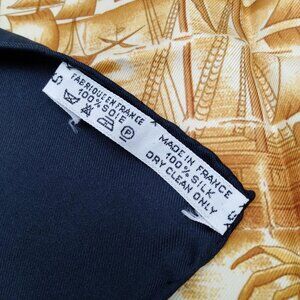 FABRIQUE EN FRANCE
100% SOIE
P
MADE IN FRANCE
100% SILK
DRY CLEAN ONLY